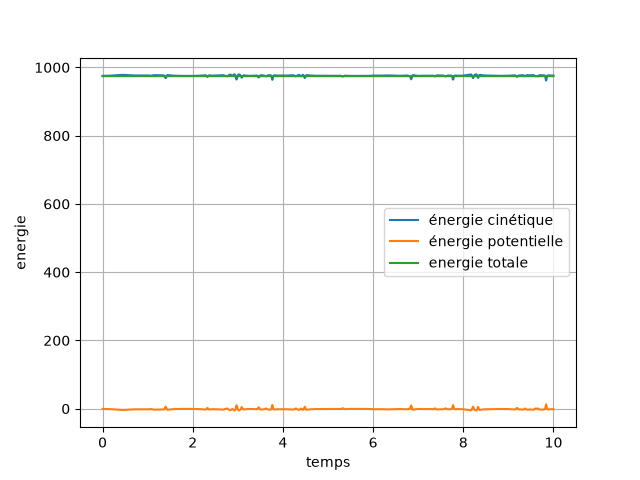 1000
800
600
400
200
0
energie
énergie cinétique
énergie potentielle
energie totale
0 2 4 6 8 10
temps